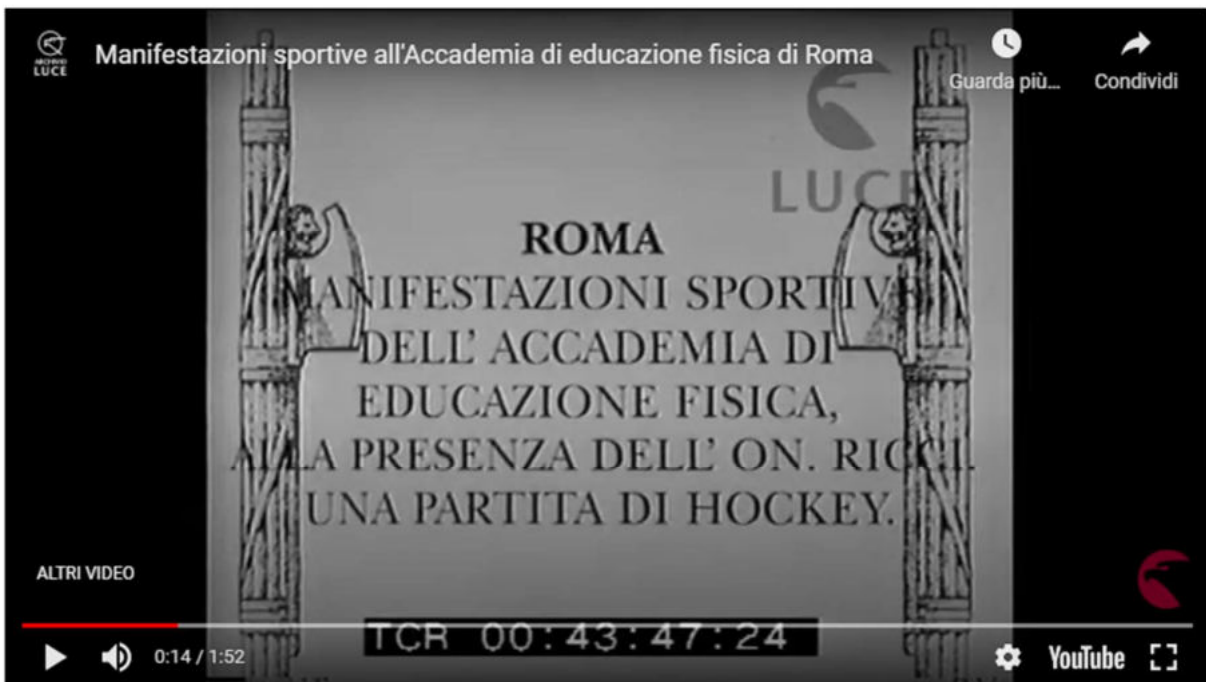 ARCHIVIO
LUCE
Manifestazioni sportive all'Accademia di educazione fisica di Roma
Guarda più...
Condividi
LUCE
ROMA
MANIFESTAZIONI SPORTIVE
DELL' ACCADEMIA DI
EDUCAZIONE FISICA,
ALLA PRESENZA DELL' ON. RICCI.
UNA PARTITA DI HOCKEY.
ALTRI VIDEO
TCR 00:43:47:24
0:14 / 1:52
YouTube